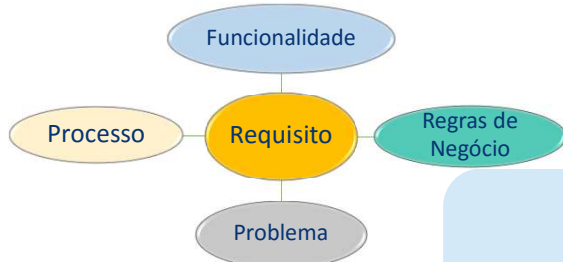 Funcionalidade
Processo
Requisito
Regras de
Negócio
Problema